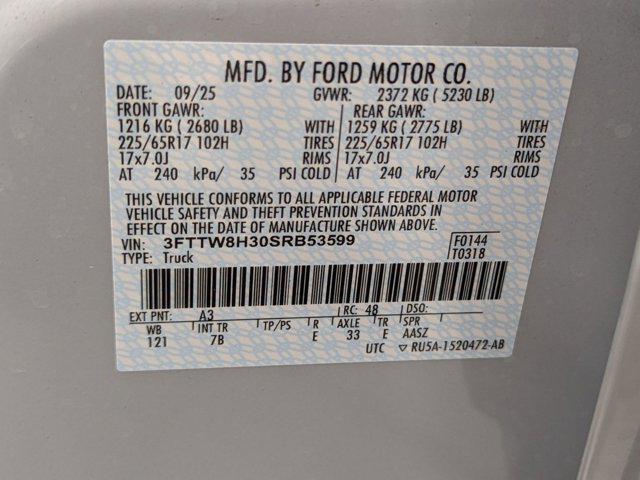 MFD. BY FORD MOTOR CO.
DATE: 09/25 GVWR: 2372 KG ( 5230 LB)
FRONT GAWR: REAR GAWR:
1216 KG ( 2680 LB) WITH 1259 KG ( 2775 LB) WITH
225/65R17 102H TIRES 225/65R17 102H TIRES
17x7.0J RIMS 17x7.0J RIMS
AT 240 kPa/ 35 PSI COLD AT 240 kPa/ 35 PSI COLD
THIS VEHICLE CONFORMS TO ALL APPLICABLE FEDERAL MOTOR
VEHICLE SAFETY AND THEFT PREVENTION STANDARDS IN
EFFECT ON THE DATE OF MANUFACTURE SHOWN ABOVE.
VIN: 3FTTW8H30SRB53599 F0144
TYPE: Truck T0318
EXT PNT: A3 RC: 48 DSO:
WB INT TR TP/PS R AXLE TR SPR
121 7B E 33 E AASZ
UTC ▽ RU5A-1520472-AB